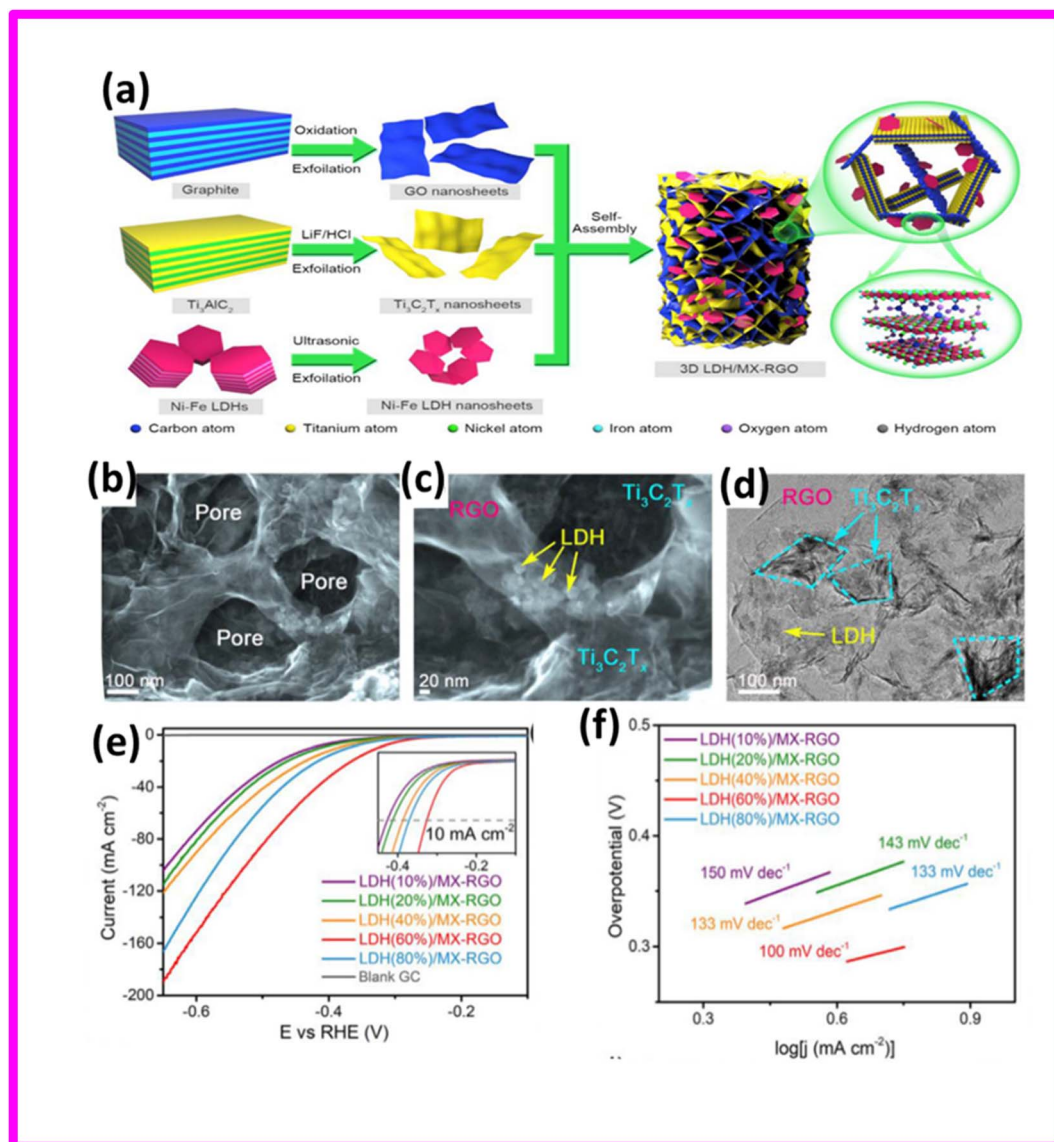 (a)
Oxidation
Exfoilation
Graphite
GO nanosheets
LiF/HCl
Exfoilation
Ti₃AlC₂
Ti₃C₂Tₓ nanosheets
Self-
Assembly
Ultrasonic
Exfoilation
Ni-Fe LDHs
Ni-Fe LDH nanosheets
3D LDH/MX-RGO
Carbon atom
Titanium atom
Nickel atom
Iron atom
Oxygen atom
Hydrogen atom
(b)
Pore
Pore
Pore
100 nm
(c)
RGO
Ti₃C₂Tₓ
LDH
Ti₃C₂Tₓ
20 nm
(d)
RGO
Ti₃C₂Tₓ
LDH
100 nm
(e)
0
-40
-80
-120
-160
-200
Current (mA cm⁻²)
10 mA cm⁻²
-0.4
-0.2
LDH(10%)/MX-RGO
LDH(20%)/MX-RGO
LDH(40%)/MX-RGO
LDH(60%)/MX-RGO
LDH(80%)/MX-RGO
Blank GC
-0.6
-0.4
-0.2
E vs RHE (V)
(f)
0.5
0.4
0.3
Overpotential (V)
LDH(10%)/MX-RGO
LDH(20%)/MX-RGO
LDH(40%)/MX-RGO
LDH(60%)/MX-RGO
LDH(80%)/MX-RGO
143 mV dec⁻¹
150 mV dec⁻¹
133 mV dec⁻¹
133 mV dec⁻¹
100 mV dec⁻¹
0.3
0.6
0.9
log[j (mA cm⁻²)]